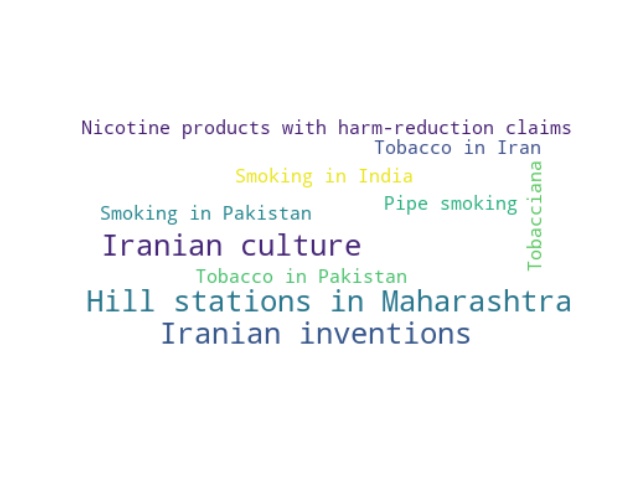 Nicotine products with harm-reduction claims
Tobacco in Iran
Smoking in India
Tobacciana
Pipe smoking
Smoking in Pakistan
Iranian culture
Tobacco in Pakistan
Hill stations in Maharashtra
Iranian inventions